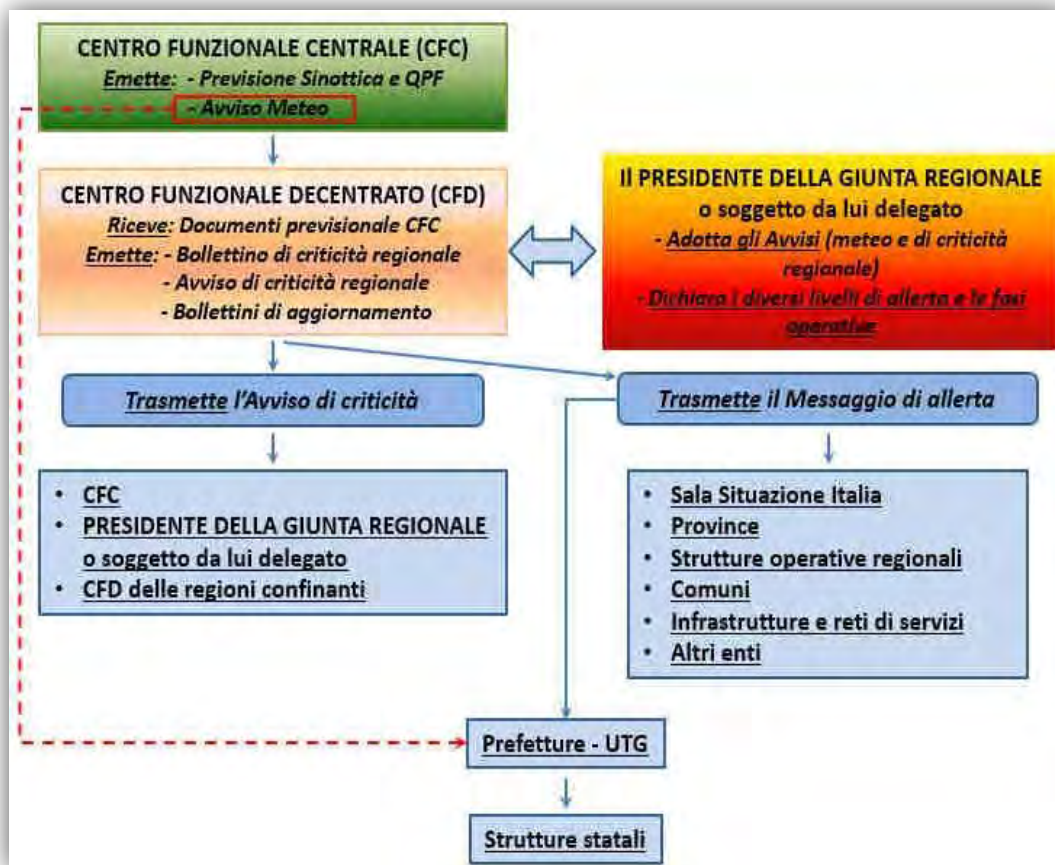 CENTRO FUNZIONALE CENTRALE (CFC)
Emette: - Previsione Sinottica e QPF
- Avviso Meteo
CENTRO FUNZIONALE DECENTRATO (CFD)
Riceve: Documenti previsionale CFC
Emette: - Bollettino di criticità regionale
- Avviso di criticità regionale
- Bollettini di aggiornamento
Il PRESIDENTE DELLA GIUNTA REGIONALE
o soggetto da lui delegato
- Adotta gli Avvisi (meteo e di criticità
regionale)
- Dichiara i diversi livelli di allerta e le fasi
operative
Trasmette l'Avviso di criticità
Trasmette il Messaggio di allerta
• CFC
• PRESIDENTE DELLA GIUNTA REGIONALE
o soggetto da lui delegato
• CFD delle regioni confinanti
• Sala Situazione Italia
• Province
• Strutture operative regionali
• Comuni
• Infrastrutture e reti di servizi
• Altri enti
Prefetture - UTG
Strutture statali